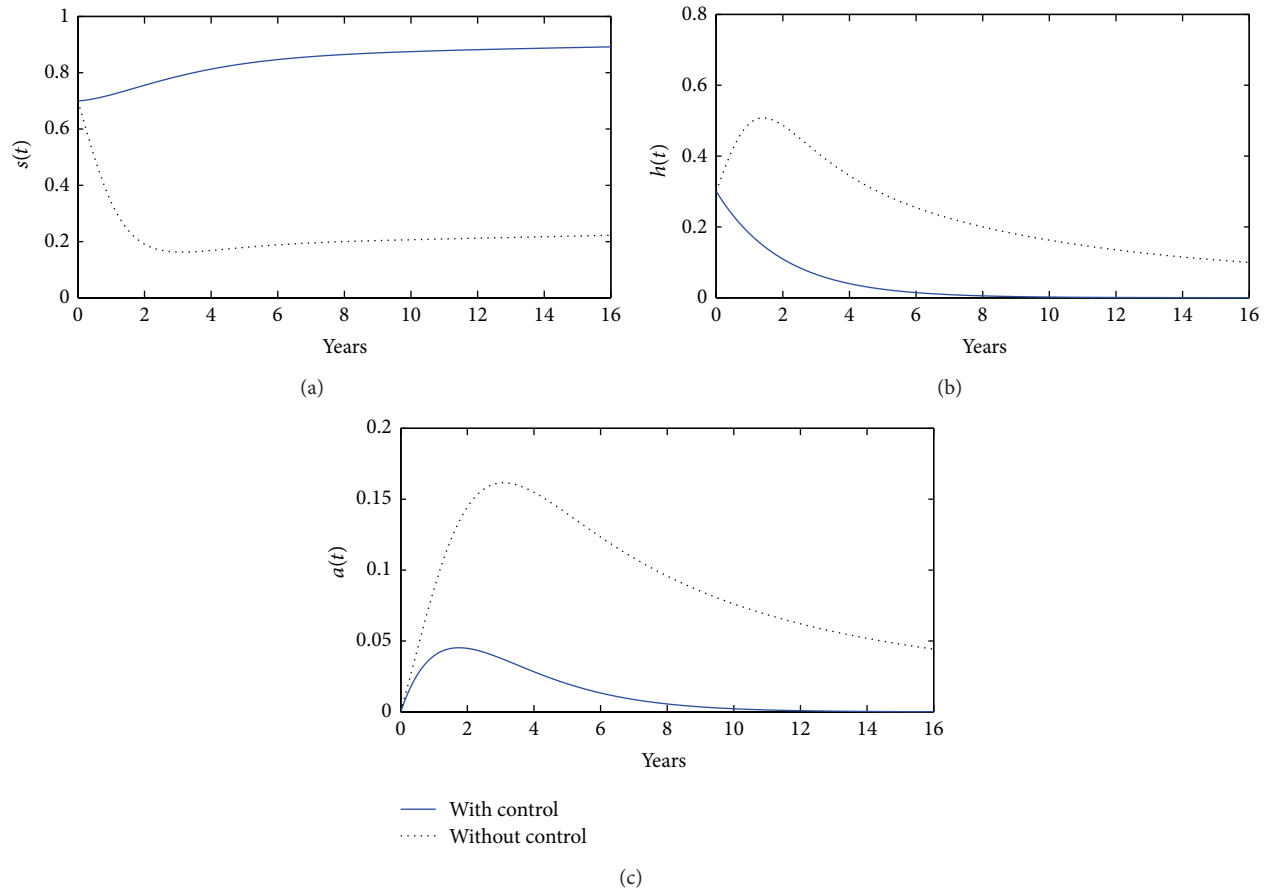 1
0.8
0.6
0.4
0.2
0
s(t)
0 2 4 6 8 10 12 14 16
Years
(a)
0.8
0.6
0.4
0.2
0
h(t)
0 2 4 6 8 10 12 14 16
Years
(b)
0.2
0.15
0.1
0.05
0
a(t)
0 2 4 6 8 10 12 14 16
Years
With control
Without control
(c)